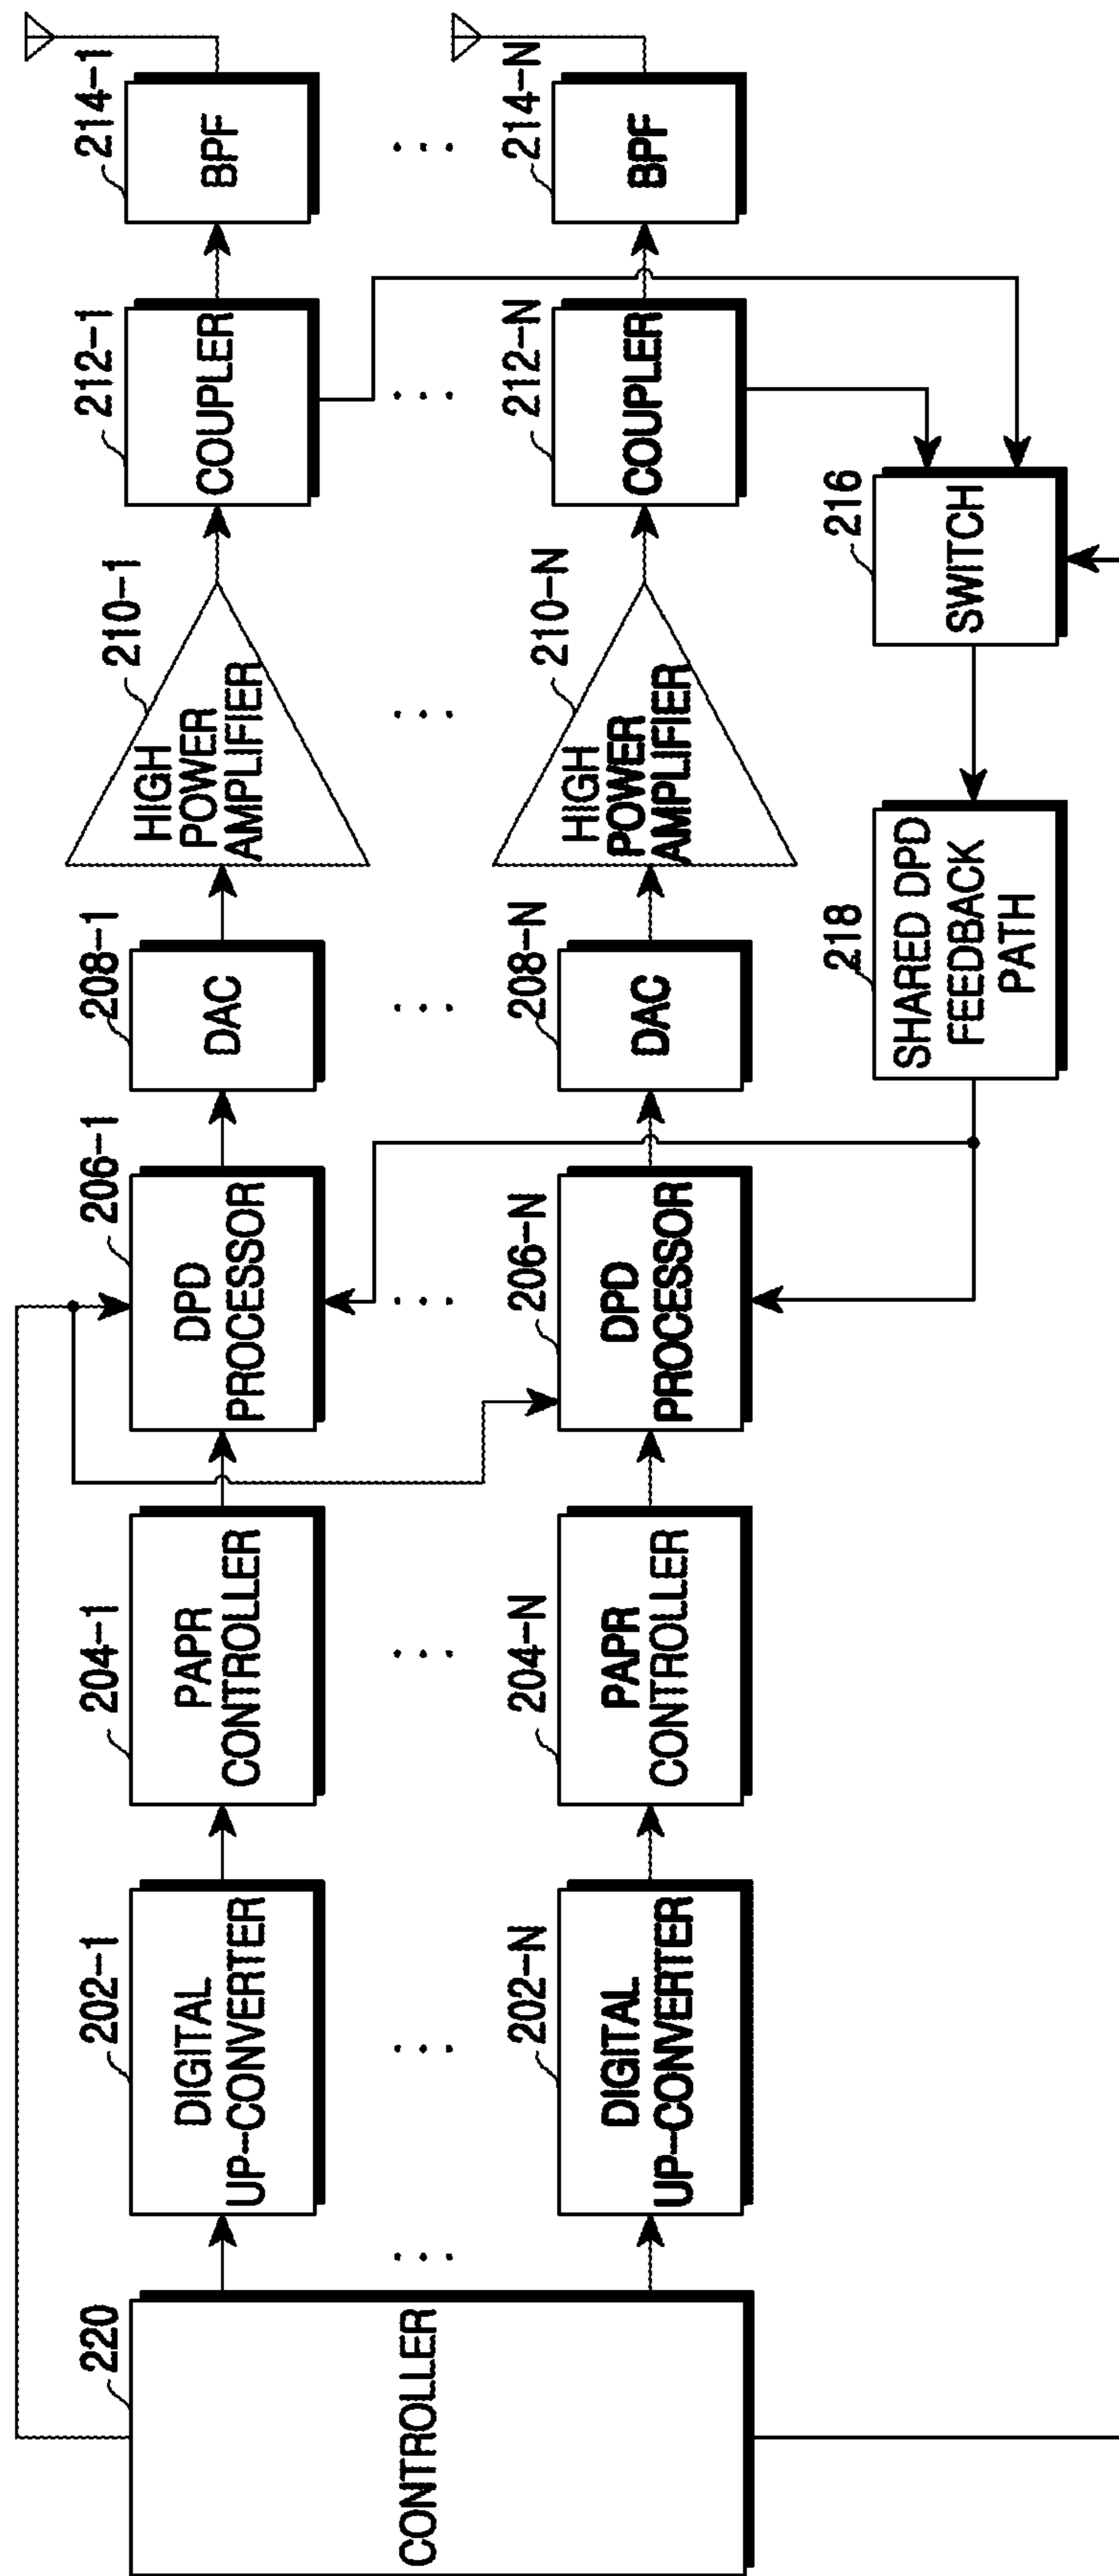 220
CONTROLLER
202-1
DIGITAL
UP-CONVERTER
204-1
PAPR
CONTROLLER
206-1
DPD
PROCESSOR
208-1
DAC
210-1
HIGH
POWER
AMPLIFIER
212-1
COUPLER
214-1
BPF
...
...
...
...
...
...
...
...
202-N
DIGITAL
UP-CONVERTER
204-N
PAPR
CONTROLLER
206-N
DPD
PROCESSOR
208-N
DAC
210-N
HIGH
POWER
AMPLIFIER
212-N
COUPLER
214-N
BPF
218
SHARED DPD
FEEDBACK
PATH
216
SWITCH